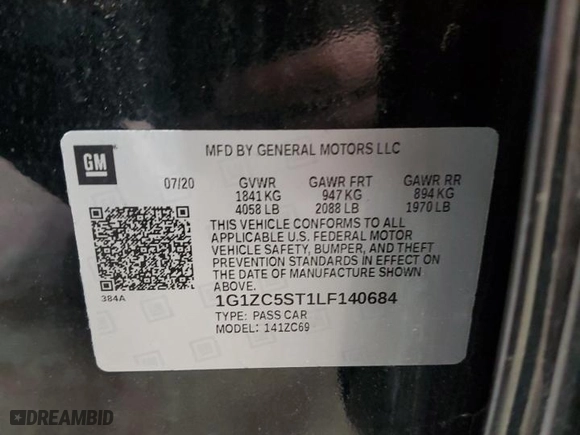 GM
MFD BY GENERAL MOTORS LLC
07/20 GVWR GAWR FRT GAWR RR
1841 KG 947 KG 894 KG
4058 LB 2088 LB 1970 LB
THIS VEHICLE CONFORMS TO ALL
APPLICABLE U.S. FEDERAL MOTOR
VEHICLE SAFETY, BUMPER, AND THEFT
PREVENTION STANDARDS IN EFFECT ON
THE DATE OF MANUFACTURE SHOWN
ABOVE.
384A
1G1ZC5ST1LF140684
TYPE: PASS CAR
MODEL: 141ZC69
DREAMBID